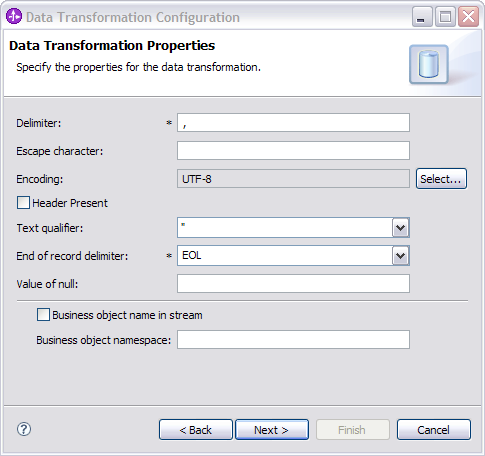 Data Transformation Configuration
Data Transformation Properties
Specify the properties for the data transformation.
Delimiter: * ,
Escape character:
Encoding: UTF-8 Select...
Header Present
Text qualifier: "
End of record delimiter: * EOL
Value of null:
Business object name in stream
Business object namespace:
? < Back Next > Finish Cancel